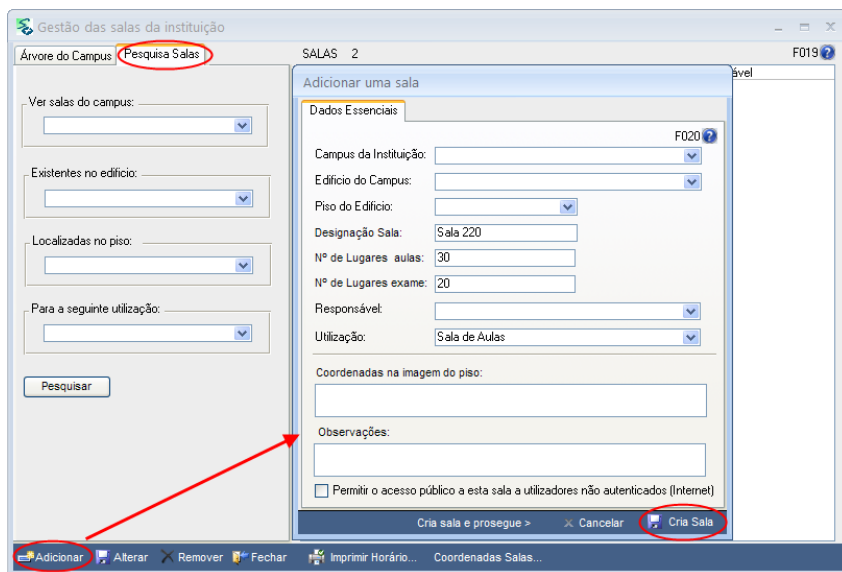 Gestão das salas da instituição
Árvore do Campus
Pesquisa Salas
SALAS 2
F019
ável
Ver salas do campus:
Existentes no edificio:
Localizadas no piso:
Para a seguinte utilização:
Pesquisar
Adicionar uma sala
Dados Essenciais
F020
Campus da Instituição:
Edificio do Campus:
Piso do Edificio:
Designação Sala: Sala 220
Nº de Lugares aulas: 30
Nº de Lugares exame: 20
Responsável:
Utilização: Sala de Aulas
Coordenadas na imagem do piso:
Observações:
Permitir o acesso público a esta sala a utilizadores não autenticados (Internet)
Cria sala e prosegue > Cancelar Cria Sala
Adicionar Alterar Remover Fechar Imprimir Horário... Coordenadas Salas...